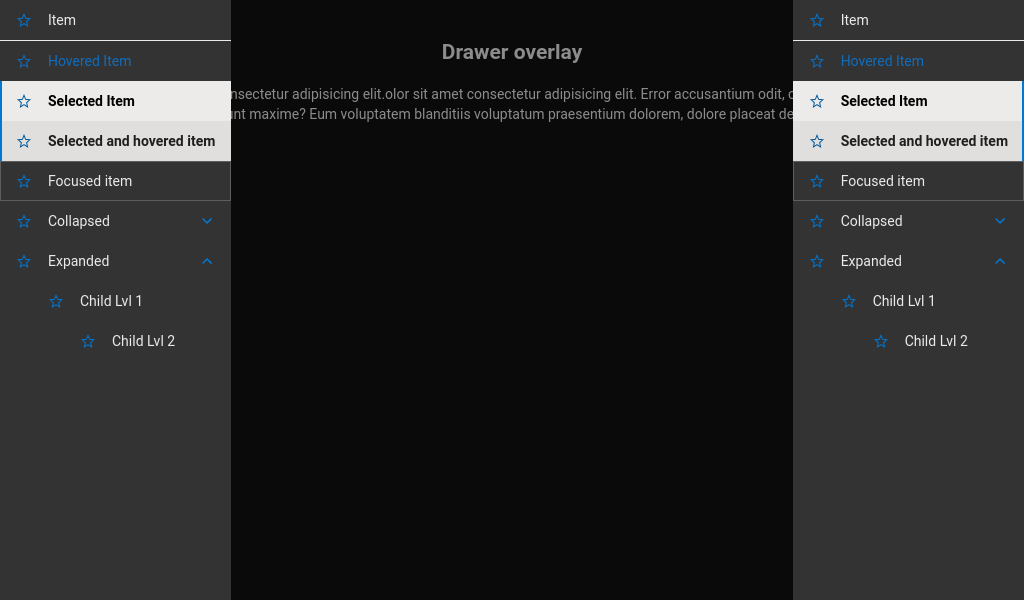 Item
Hovered Item
Selected Item
Selected and hovered item
Focused item
Collapsed
Expanded
Child Lvl 1
Child Lvl 2
Drawer overlay
adipisicing elit.olor sit amet consectetur adipisicing elit. Error accusantium odit,
maxime? Eum voluptatem blanditiis voluptatum praesentium dolorem, dolore placeat
Item
Hovered Item
Selected Item
Selected and hovered item
Focused item
Collapsed
Expanded
Child Lvl 1
Child Lvl 2